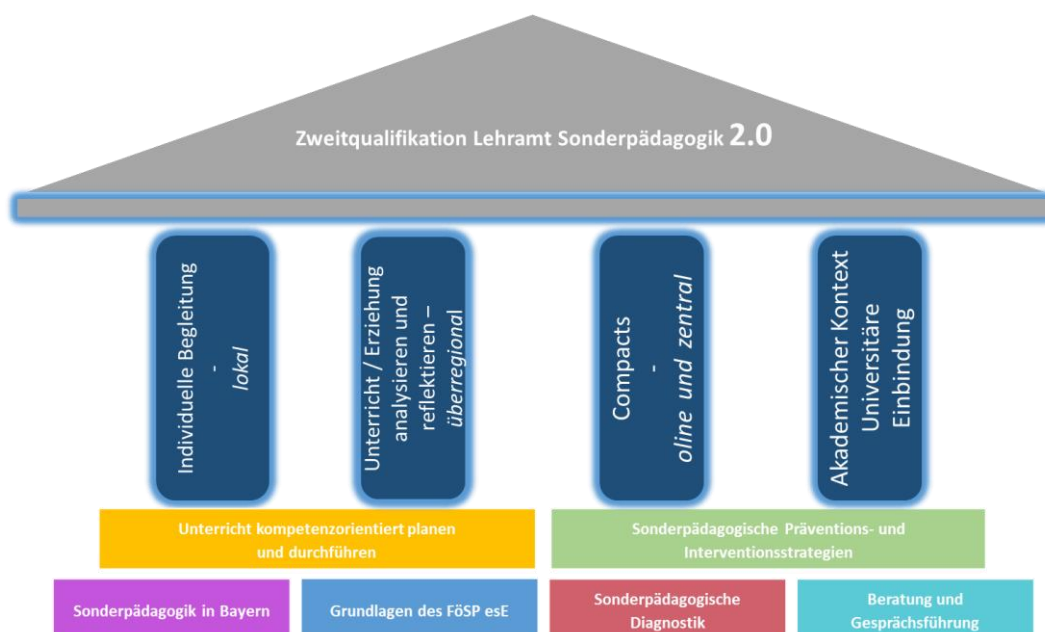 Zweitqualifikation Lehramt Sonderpädagogik 2.0
Individuelle Begleitung
-
lokal
Unterricht / Erziehung
analysieren und
reflektieren –
überregional
Compacts
-
oline und zentral
Akademischer Kontext
Universitäre
Einbindung
Unterricht kompetenzorientiert planen
und durchführen
Sonderpädagogische Präventions- und
Interventionsstrategien
Sonderpädagogik in Bayern
Grundlagen des FöSP esE
Sonderpädagogische
Diagnostik
Beratung und
Gesprächsführung